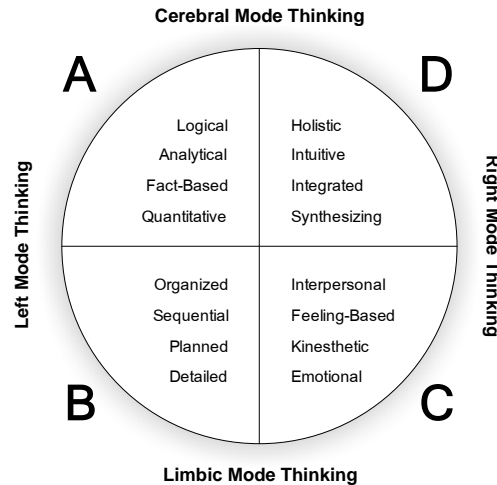 Cerebral Mode Thinking
A
D
Logical
Analytical
Fact-Based
Quantitative
Holistic
Intuitive
Integrated
Synthesizing
Left Mode Thinking
Right Mode Thinking
Organized
Sequential
Planned
Detailed
Interpersonal
Feeling-Based
Kinesthetic
Emotional
B
C
Limbic Mode Thinking